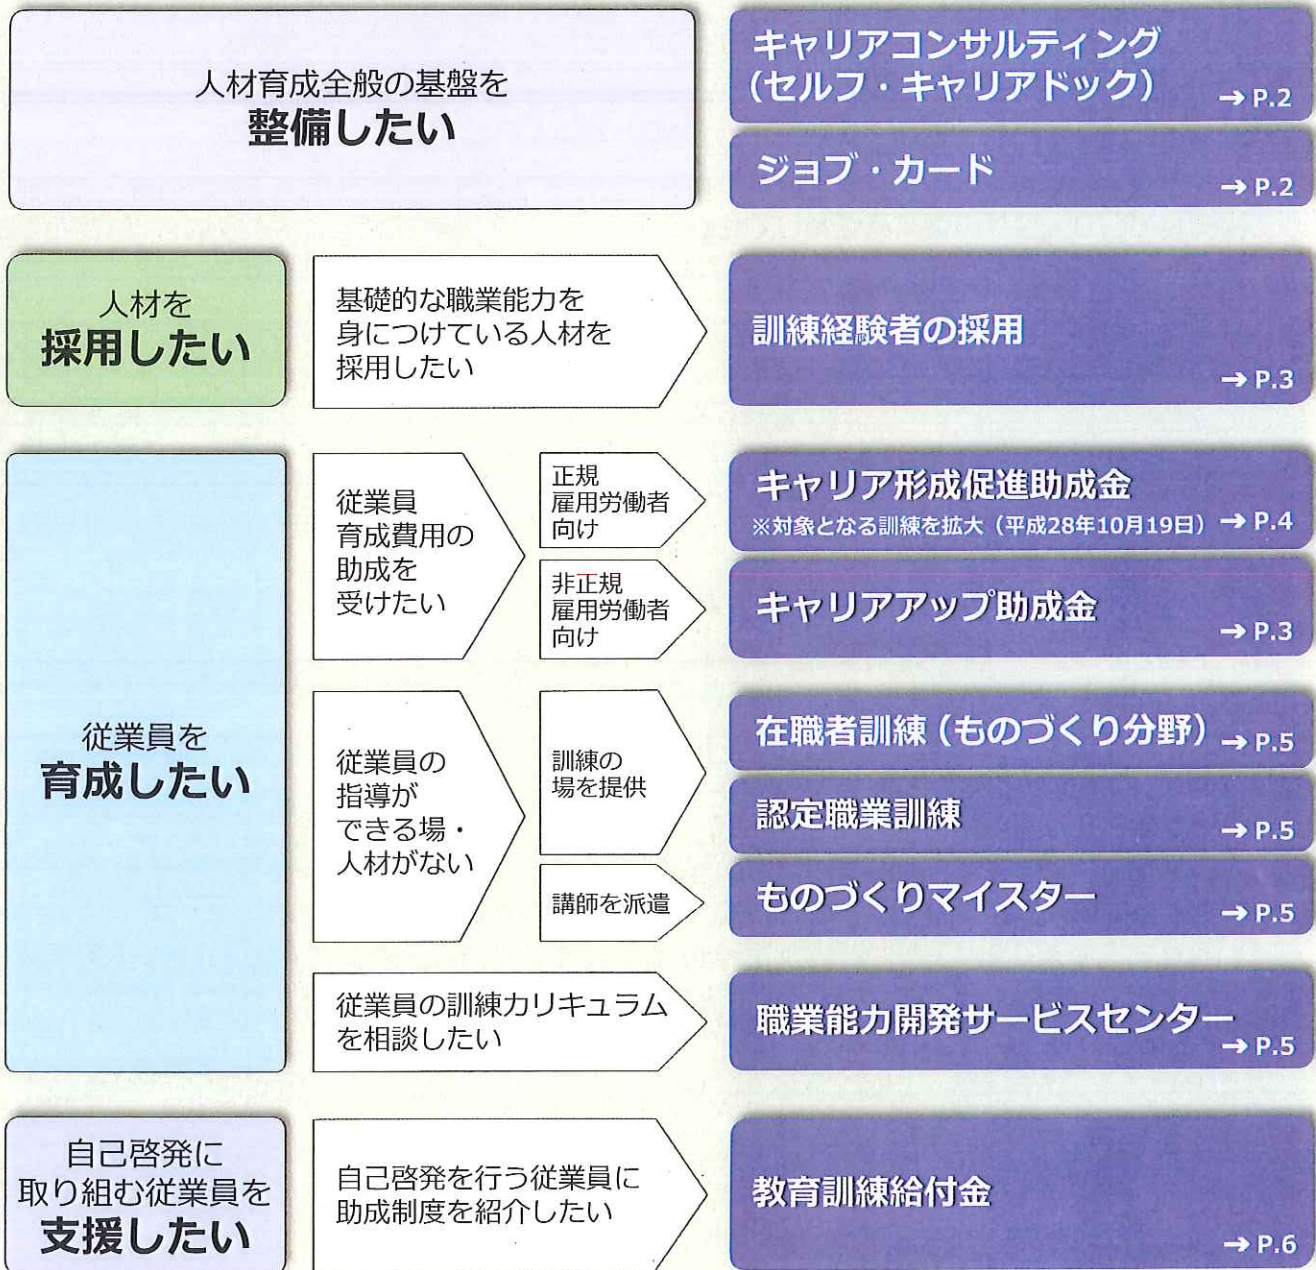 人材育成全般の基盤を
整備したい
キャリアコンサルティング
（セルフ・キャリアドック） → P.2
ジョブ・カード → P.2
人材を
採用したい
基礎的な職業能力を
身につけている人材を
採用したい
訓練経験者の採用
→ P.3
従業員を
育成したい
従業員
育成費用の
助成を
受けたい
正規
雇用労働者
向け
キャリア形成促進助成金
※対象となる訓練を拡大（平成28年10月19日） → P.4
非正規
雇用労働者
向け
キャリアアップ助成金
→ P.3
従業員の
指導が
できる場・
人材がない
訓練の
場を提供
在職者訓練（ものづくり分野） → P.5
認定職業訓練
→ P.5
講師を派遣
ものづくりマイスター
→ P.5
従業員の訓練カリキュラム
を相談したい
職業能力開発サービスセンター
→ P.5
自己啓発に
取り組む従業員を
支援したい
自己啓発を行う従業員に
助成制度を紹介したい
教育訓練給付金
→ P.6